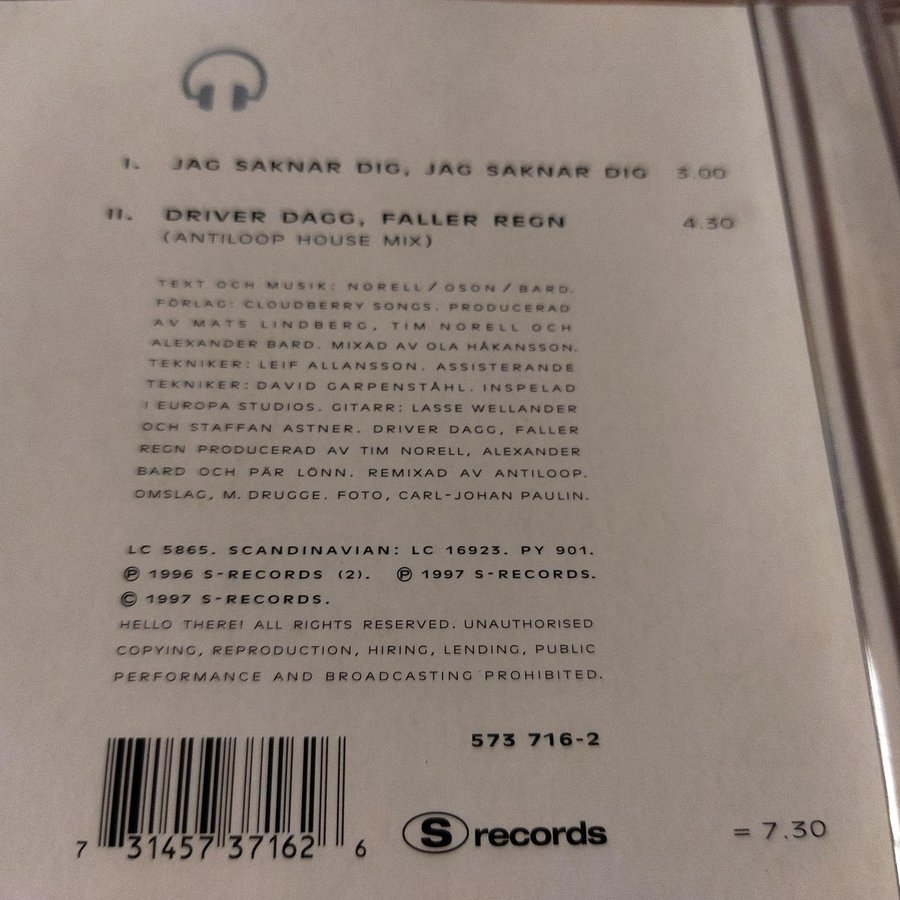 I. JAG SAKNAR DIG, JAG SAKNAR DIG 3.00
II. DRIVER DAGG, FALLER REGN 4.30
(ANTILOOP HOUSE MIX)
TEXT OCH MUSIK: NORELL/OSON/BARD.
FÖRLAG: CLOUDBERRY SONGS. PRODUCERAD
AV MATS LINDBERG, TIM NORELL OCH
ALEXANDER BARD. MIXAD AV OLA HÅKANSSON.
TEKNIKER: LEIF ALLANSSON. ASSISTERANDE
TEKNIKER: DAVID GARPENSTÅHL. INSPELAD
I EUROPA STUDIOS. GITARR: LASSE WELLANDER
OCH STAFFAN ASTNER. DRIVER DAGG, FALLER
REGN PRODUCERAD AV TIM NORELL, ALEXANDER
BARD OCH PÄR LÖNN. REMIXAD AV ANTILOOP.
OMSLAG, M. DRUGGE. FOTO, CARL-JOHAN PAULIN.
LC 5865. SCANDINAVIAN: LC 16923. PY 901.
℗ 1996 S-RECORDS (2). ℗ 1997 S-RECORDS.
© 1997 S-RECORDS.
HELLO THERE! ALL RIGHTS RESERVED. UNAUTHORISED
COPYING, REPRODUCTION, HIRING, LENDING, PUBLIC
PERFORMANCE AND BROADCASTING PROHIBITED.
573 716-2
7 31457 37162 6
S records
= 7.30